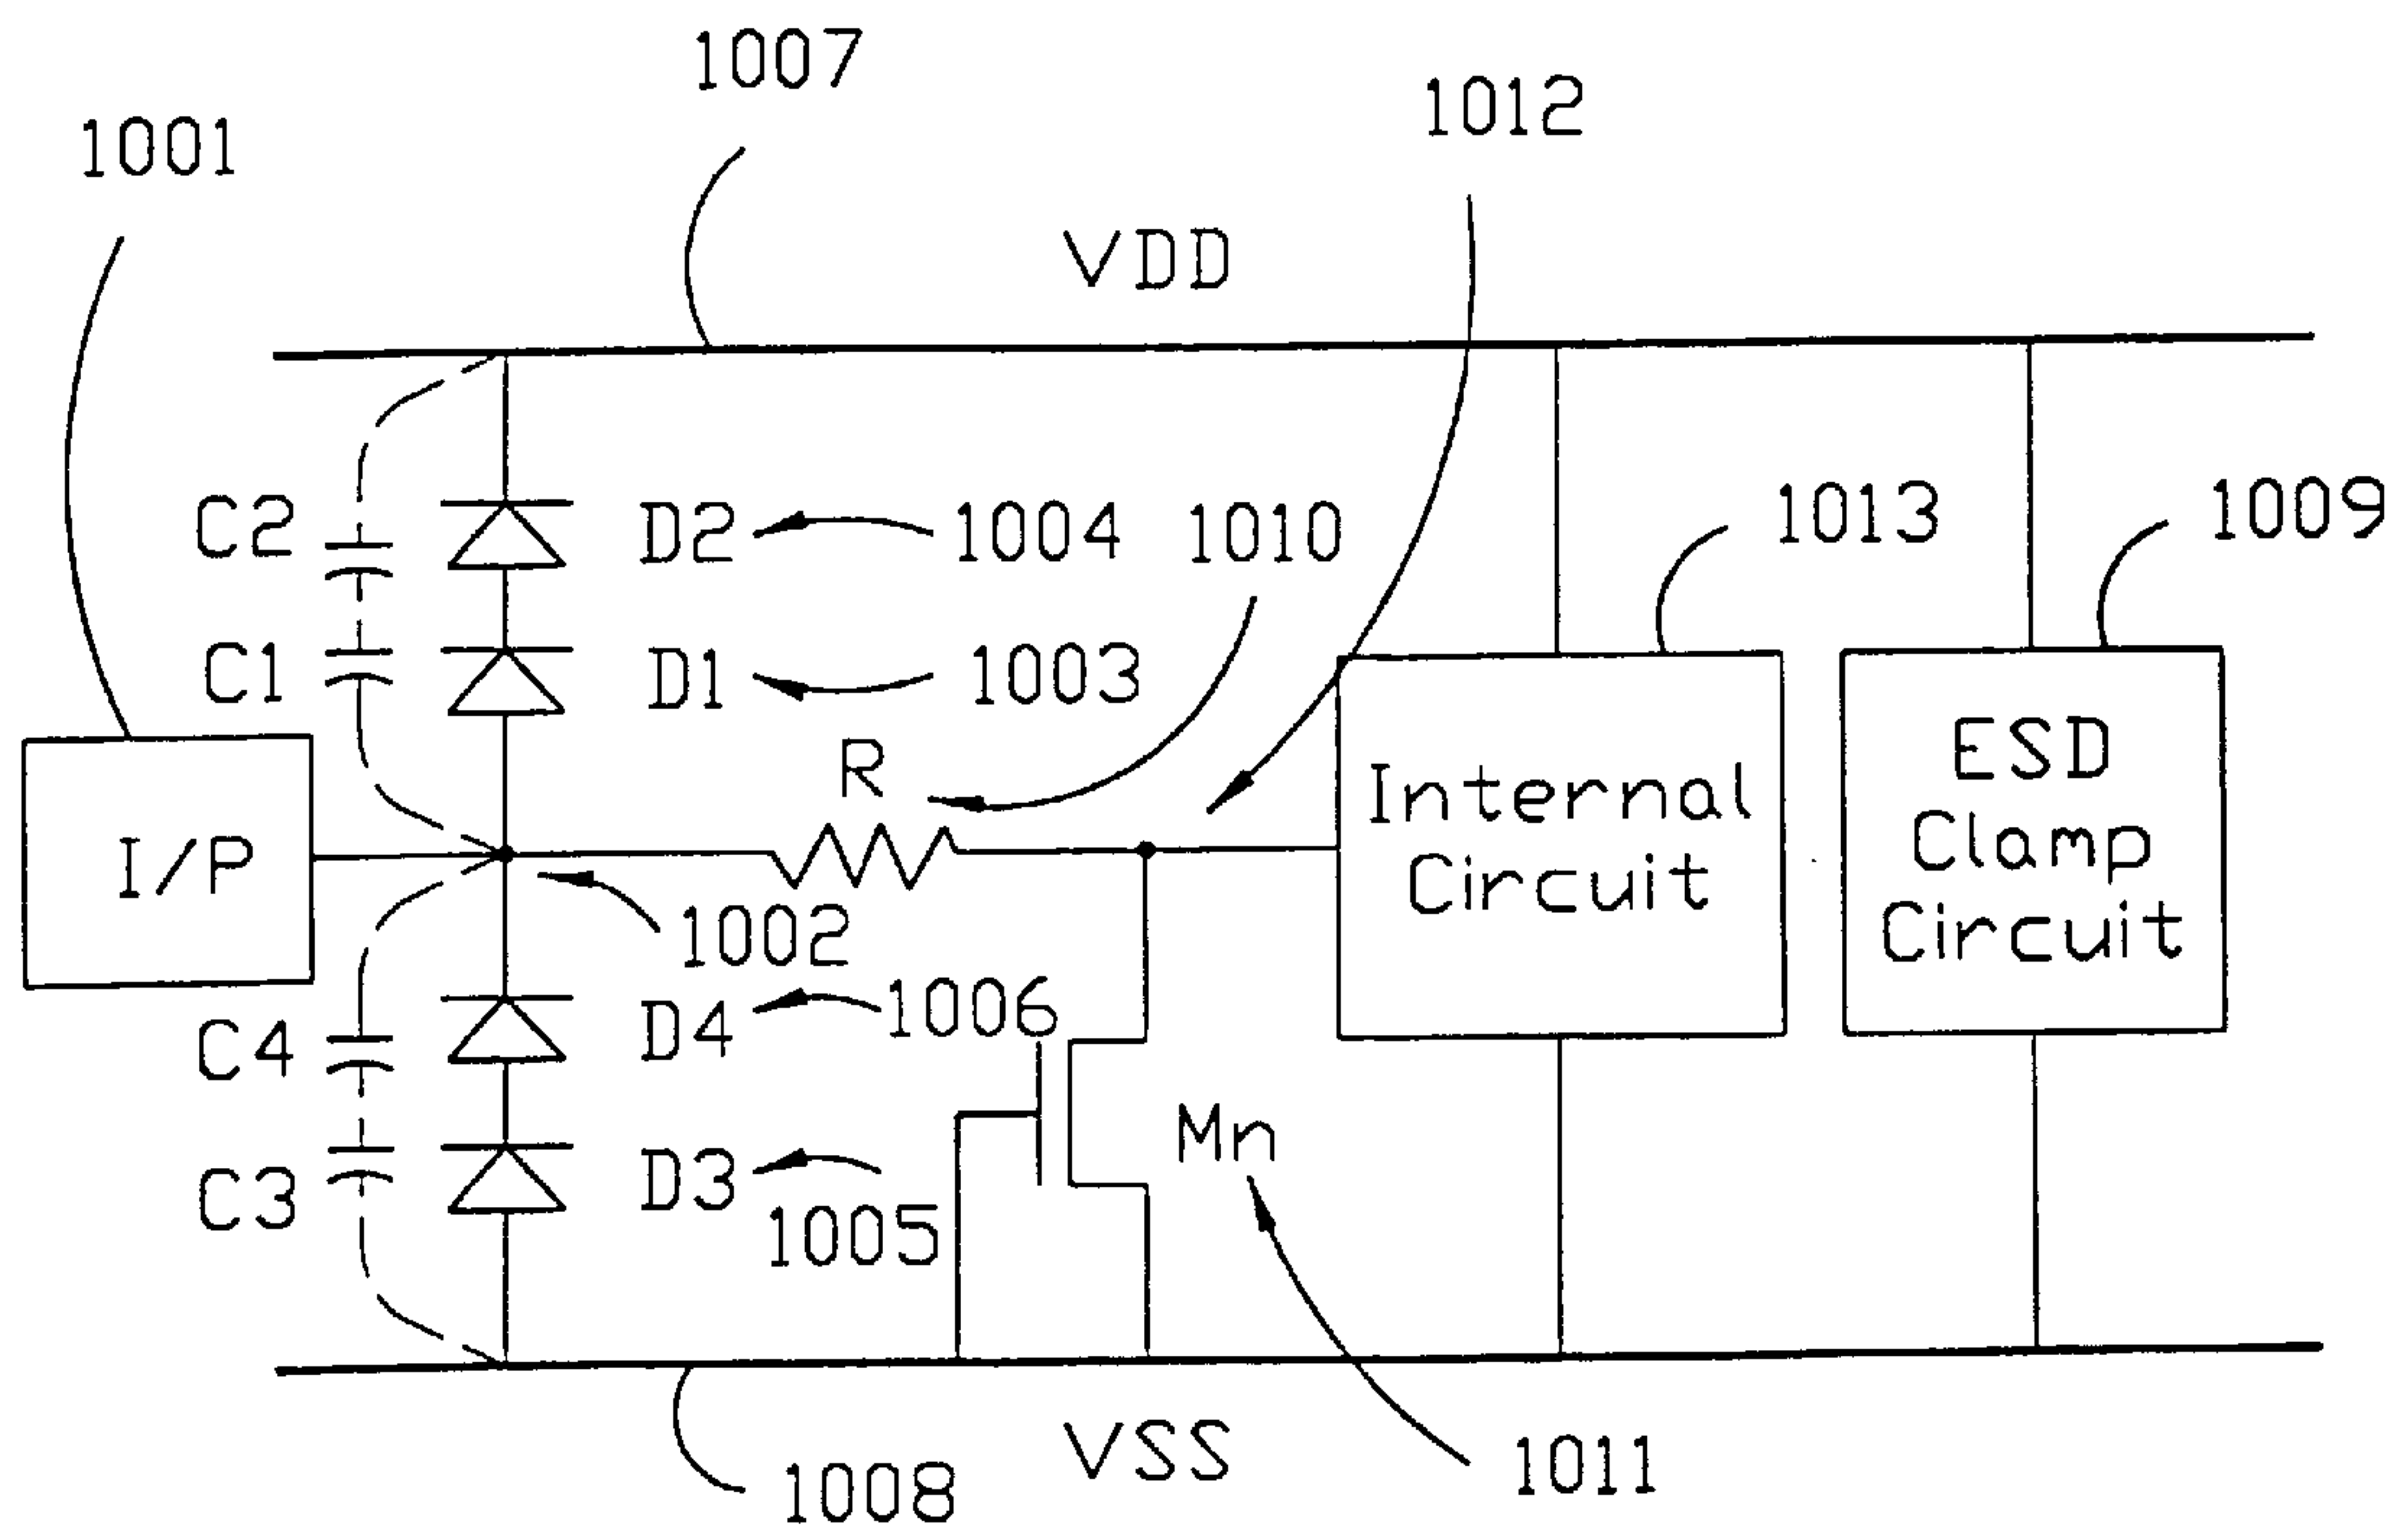 1007
1012
1001
VDD
C2
D2
1004
1010
1013
1009
C1
D1
1003
R
ESD
Clamp
Circuit
Internal
Circuit
I/P
1002
C4
D4
1006
Mn
C3
D3
1005
VSS
1011
1008